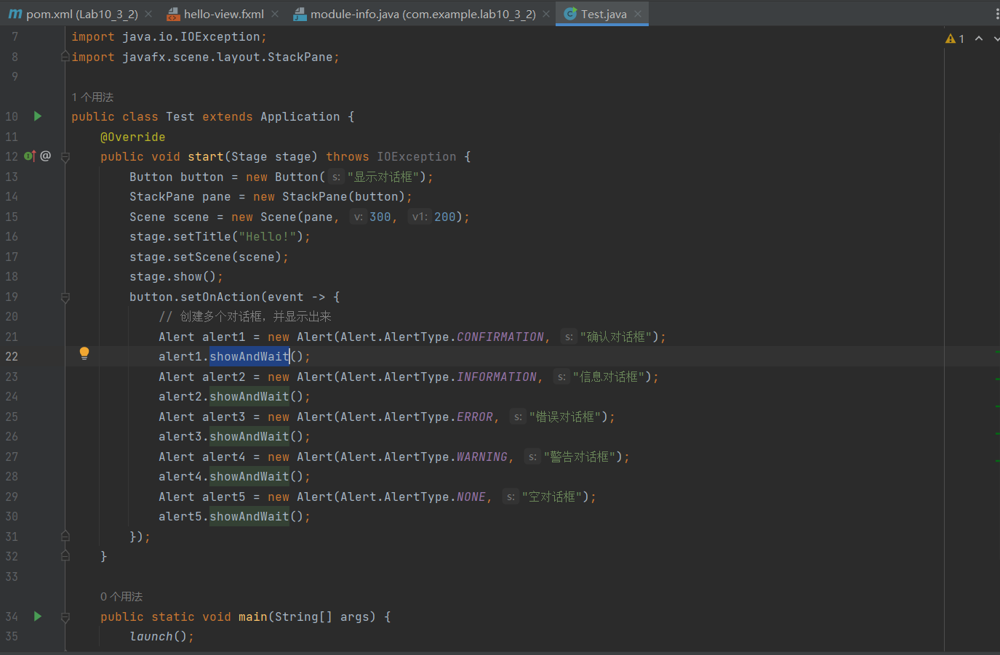 pom.xml (Lab10_3_2) hello-view.fxml module-info.java (com.example.lab10_3_2) Test.java
7 import java.io.IOException; 1
8 import javafx.scene.layout.StackPane;
9
1 个用法
10 public class Test extends Application {
11 @Override
12 @ public void start(Stage stage) throws IOException {
13 Button button = new Button( s: "显示对话框");
14 StackPane pane = new StackPane(button);
15 Scene scene = new Scene(pane, v: 300, v1: 200);
16 stage.setTitle("Hello!");
17 stage.setScene(scene);
18 stage.show();
19 button.setOnAction(event -> {
20 // 创建多个对话框，并显示出来
21 Alert alert1 = new Alert(Alert.AlertType.CONFIRMATION, s: "确认对话框");
22 alert1.showAndWait();
23 Alert alert2 = new Alert(Alert.AlertType.INFORMATION, s: "信息对话框");
24 alert2.showAndWait();
25 Alert alert3 = new Alert(Alert.AlertType.ERROR, s: "错误对话框");
26 alert3.showAndWait();
27 Alert alert4 = new Alert(Alert.AlertType.WARNING, s: "警告对话框");
28 alert4.showAndWait();
29 Alert alert5 = new Alert(Alert.AlertType.NONE, s: "空对话框");
30 alert5.showAndWait();
31 });
32 }
33
0 个用法
34 public static void main(String[] args) {
35 launch();